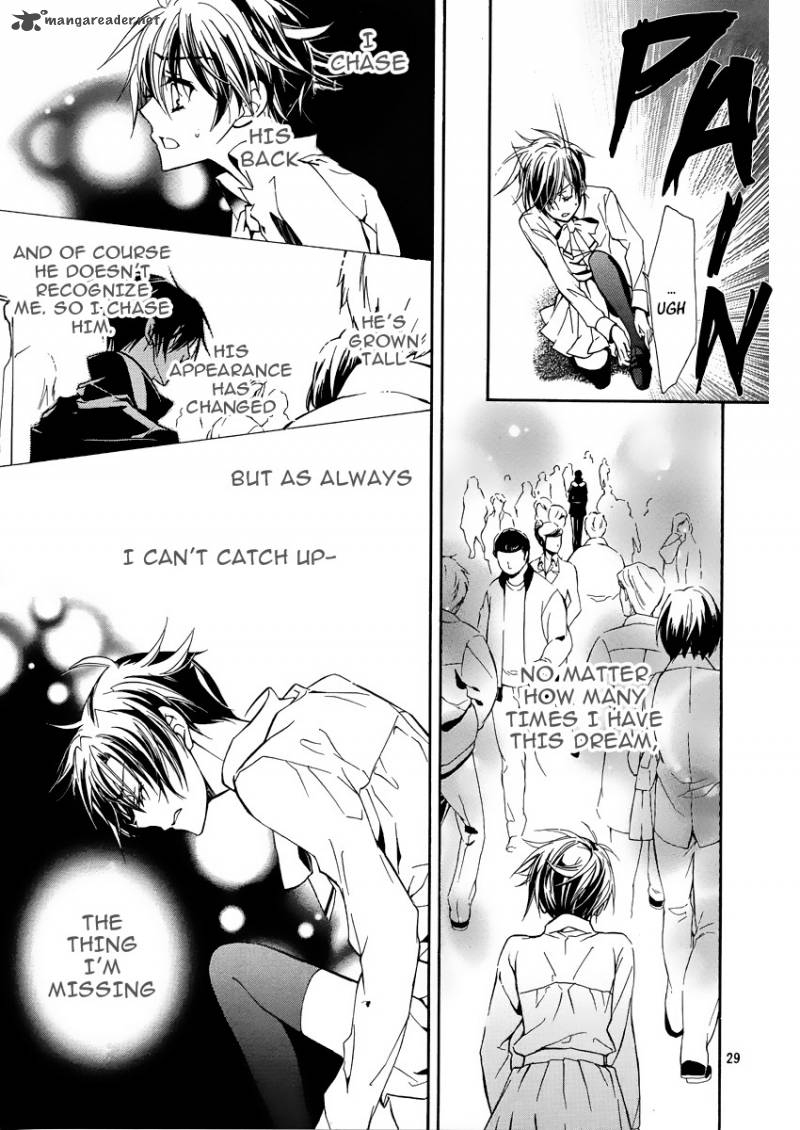 mangareader.net
PAIN
...
UGH
NO MATTER
HOW MANY
TIMES I HAVE
THIS DREAM,
I
CHASE
HIS
BACK
HE'S
GROWN
TALL
HIS
APPEARANCE
HAS
CHANGED
AND OF COURSE
HE DOESN'T
RECOGNIZE
ME. SO I CHASE
HIM.
BUT AS ALWAYS
I CAN'T CATCH UP-
THE
THING
I'M
MISSING
29